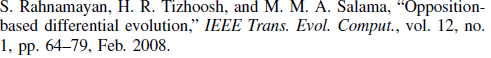 S. Rahnamayan, H. R. Tizhoosh, and M. M. A. Salama, “Opposition-
based differential evolution,” IEEE Trans. Evol. Comput., vol. 12, no.
1, pp. 64–79, Feb. 2008.